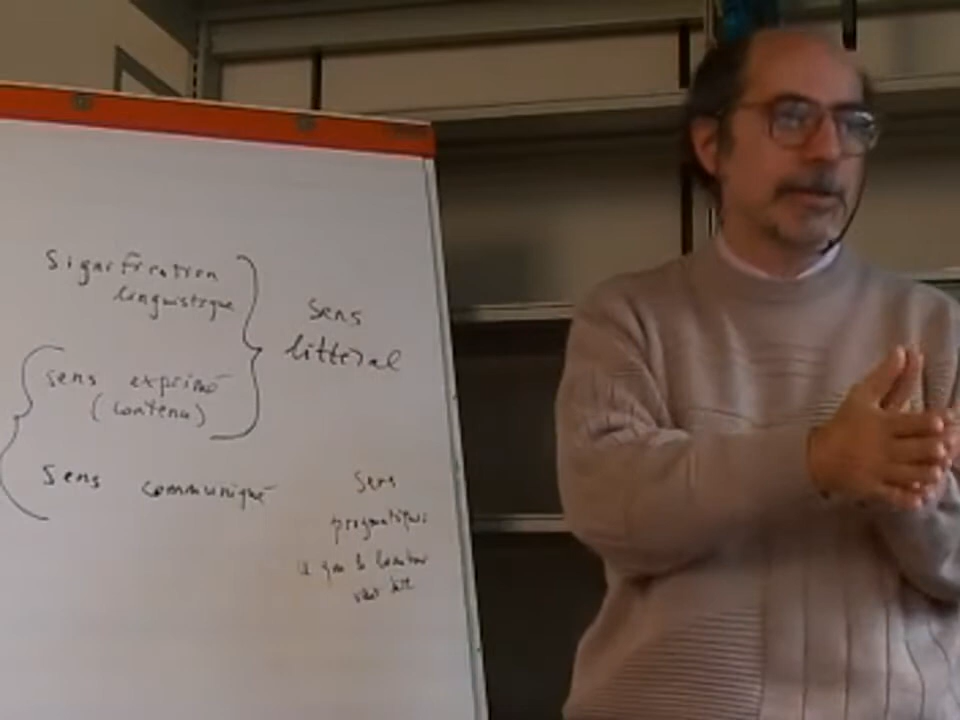 Signification
linguistique
sens
littéral
sens exprimé
(contenu)
Sens communiqué
Sens
pragmatique
ce que le locuteur
veut dire